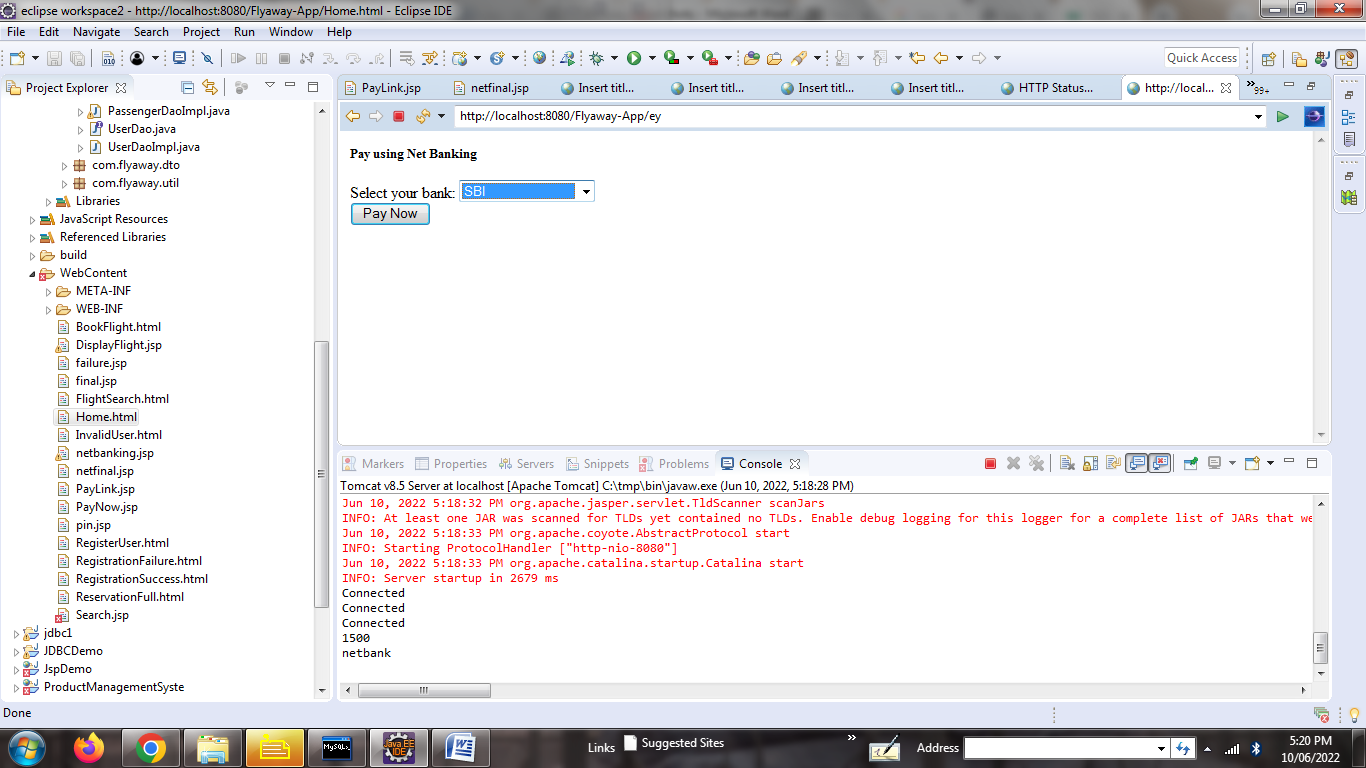 eclipse workspace2 - http://localhost:8080/Flyaway-App/Home.html - Eclipse IDE
File Edit Navigate Search Project Run Window Help
Quick Access
Project Explorer
PassengerDaoImpl.java
UserDao.java
UserDaoImpl.java
com.flyaway.dto
com.flyaway.util
Libraries
JavaScript Resources
Referenced Libraries
build
WebContent
META-INF
WEB-INF
BookFlight.html
DisplayFlight.jsp
failure.jsp
final.jsp
FlightSearch.html
Home.html
InvalidUser.html
netbanking.jsp
netfinal.jsp
PayLink.jsp
PayNow.jsp
pin.jsp
RegisterUser.html
RegistrationFailure.html
RegistrationSuccess.html
ReservationFull.html
Search.jsp
jdbc1
JDBCDemo
JspDemo
ProductManagementSyste
PayLink.jsp netfinal.jsp Insert titl... Insert titl... Insert titl... Insert titl... HTTP Status... http://local... »99+
http://localhost:8080/Flyaway-App/ey
Pay using Net Banking
Select your bank: SBI
Pay Now
Markers Properties Servers Snippets Problems Console
Tomcat v8.5 Server at localhost [Apache Tomcat] C:\tmp\bin\javaw.exe (Jun 10, 2022 5:18:28 PM)
Jun 10, 2022 5:18:32 PM org.apache.jasper.servlet.TldScanner scanJars
INFO: At least one JAR was scanned for TLDs yet contained no TLDs. Enable debug logging for this logger for a complete list of JARs that we
Jun 10, 2022 5:18:33 PM org.apache.coyote.AbstractProtocol start
INFO: Starting ProtocolHandler ["http-nio-8080"]
Jun 10, 2022 5:18:33 PM org.apache.catalina.startup.Catalina start
INFO: Server startup in 2679 ms
Connected
Connected
Connected
1500
netbank
Done
MySQL
Java EE
IDE
Links Suggested Sites » Address
5:20 PM
10/06/2022